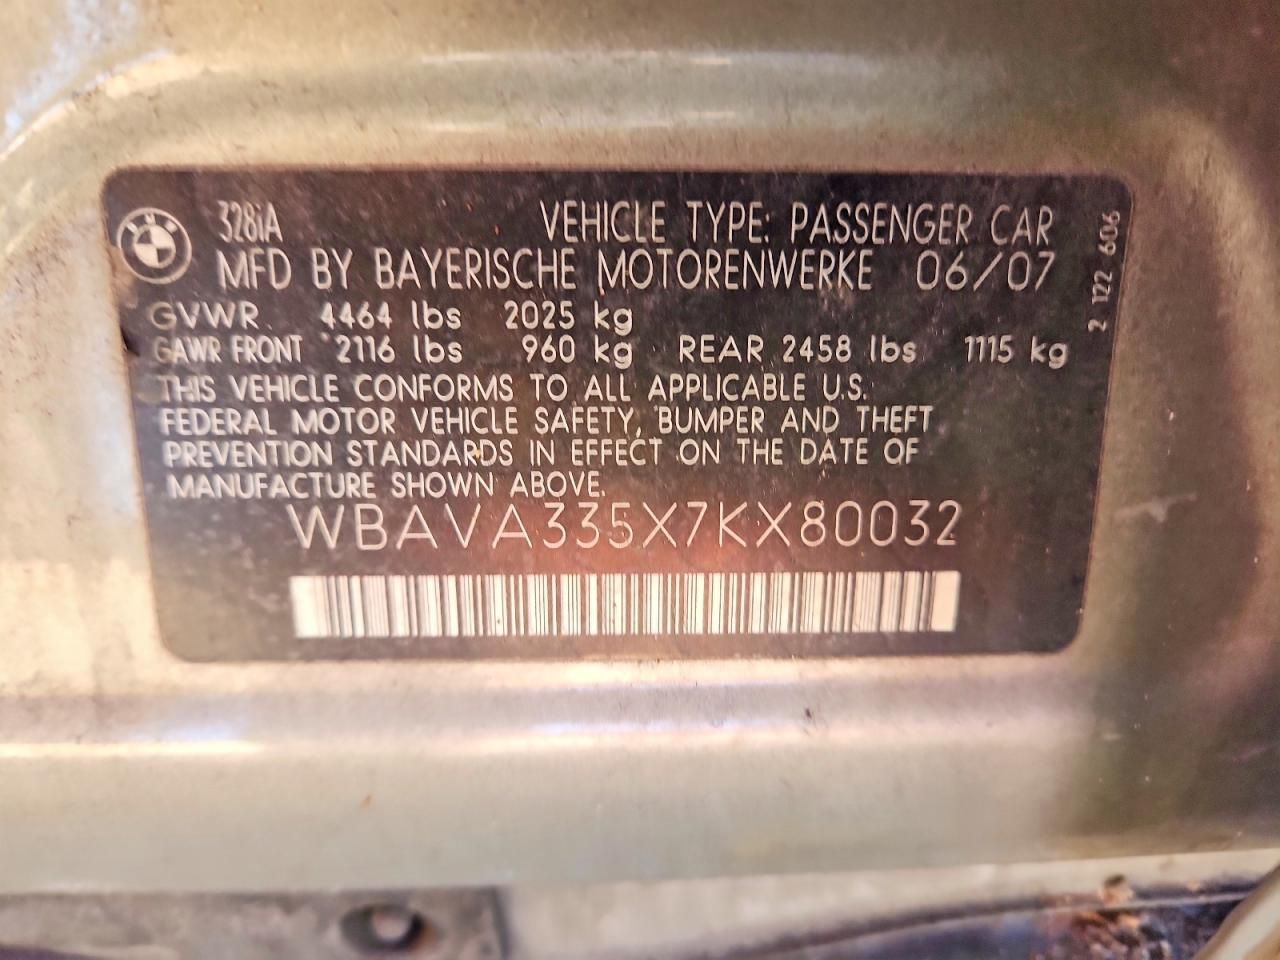 328iA VEHICLE TYPE: PASSENGER CAR
MFD BY BAYERISCHE MOTORENWERKE 06/07
GVWR 4464 lbs 2025 kg
GAWR FRONT 2116 lbs 960 kg REAR 2458 lbs 1115 kg
THIS VEHICLE CONFORMS TO ALL APPLICABLE U.S.
FEDERAL MOTOR VEHICLE SAFETY, BUMPER AND THEFT
PREVENTION STANDARDS IN EFFECT ON THE DATE OF
MANUFACTURE SHOWN ABOVE.
WBAVA335X7KX80032
2 122 606